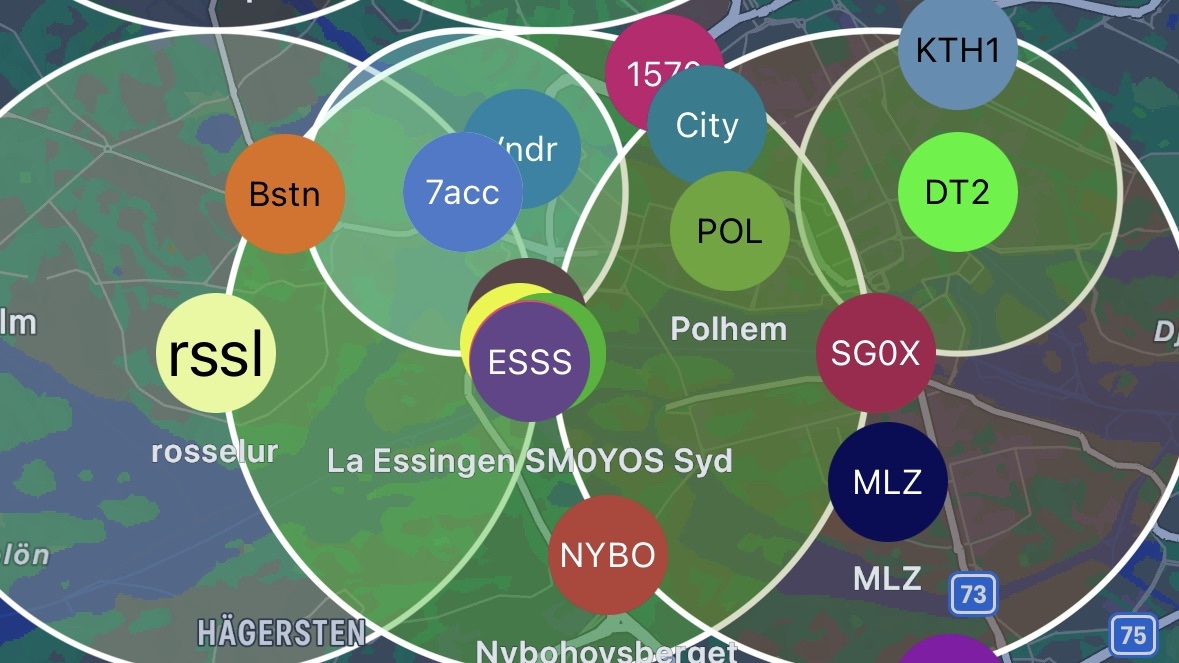 KTH1
City
Bstn
7acc
DT2
POL
lm
Polhem
rssl
ESSS
SG0X
rosselur
La Essingen SM0YOS Syd
MLZ
NYBO
MLZ
73
HÄGERSTEN
75
Nybohovsberget